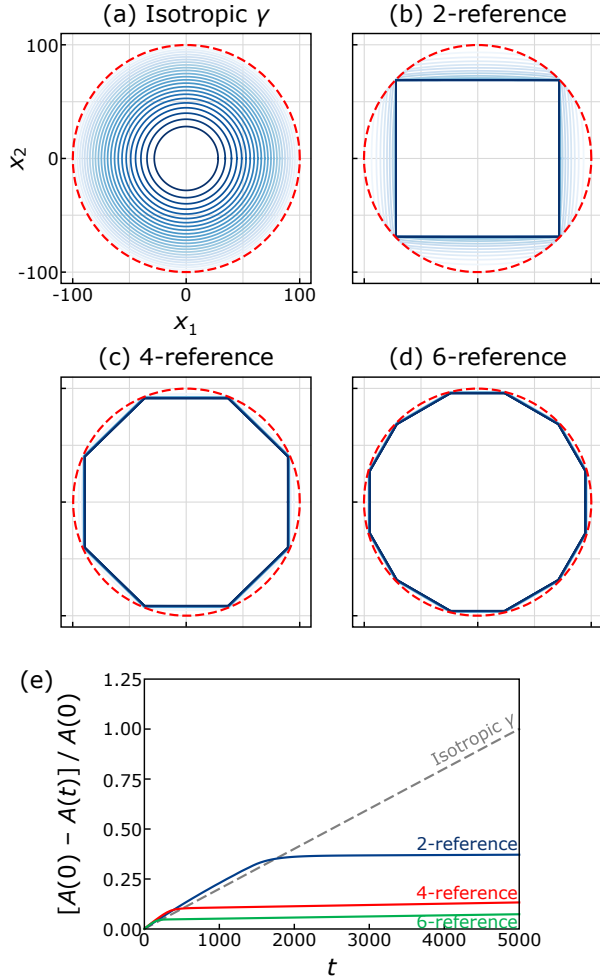 (a) Isotropic γ
(b) 2-reference
100
0
-100
x₂
-100
0
100
x₁
(c) 4-reference
(d) 6-reference
(e)
[A(0) − A(t)] / A(0)
1.25
1.00
0.75
0.50
0.25
0.00
Isotropic γ
2-reference
4-reference
6-reference
0
1000
2000
3000
4000
5000
t